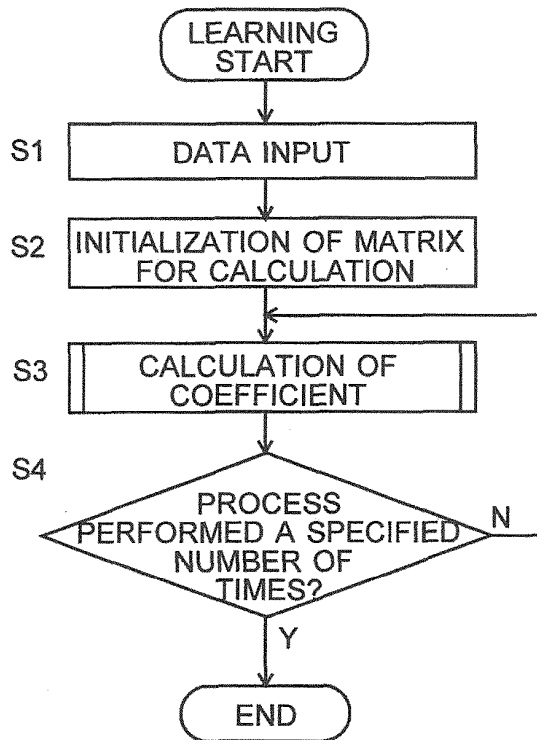 LEARNING
START
S1
DATA INPUT
S2
INITIALIZATION OF MATRIX
FOR CALCULATION
S3
CALCULATION OF
COEFFICIENT
S4
PROCESS
PERFORMED A SPECIFIED
NUMBER OF
TIMES?
N
Y
END